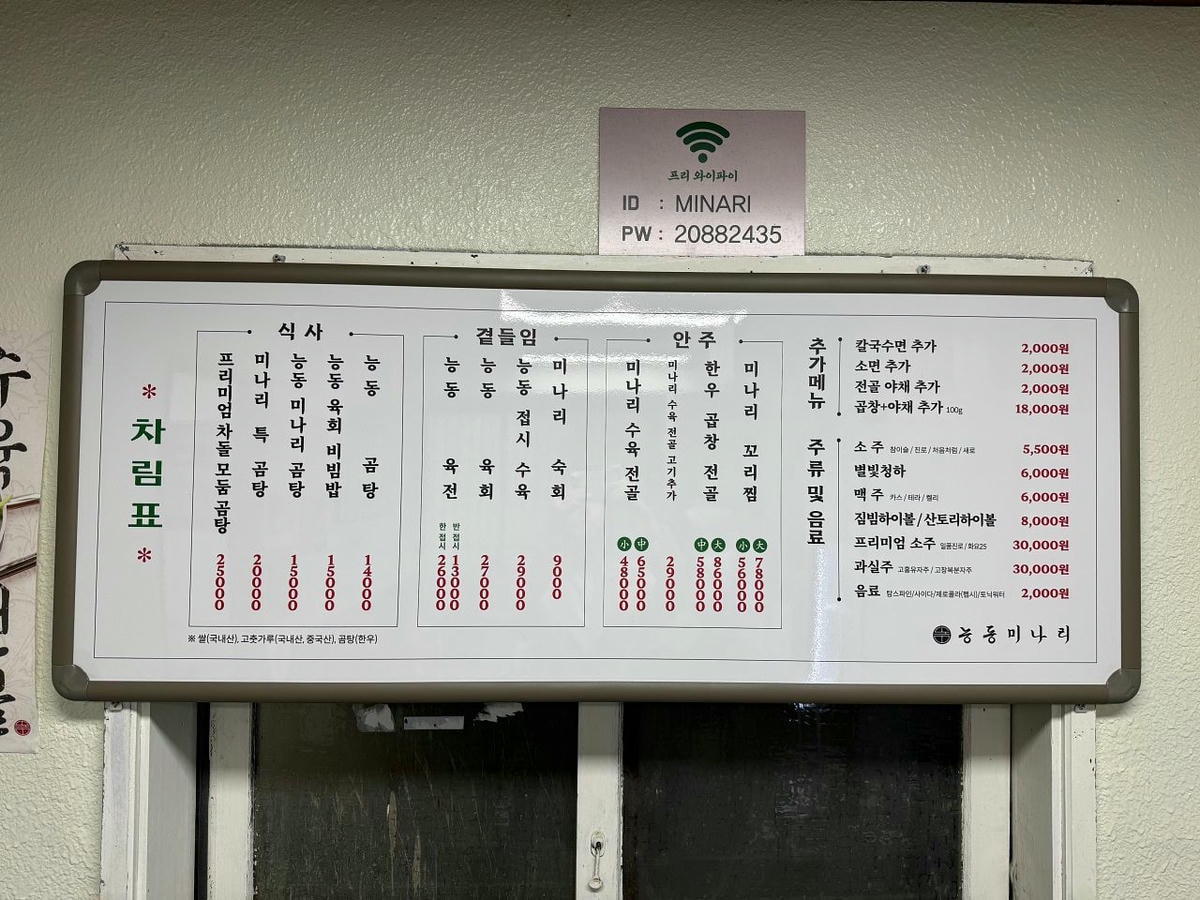 프리 와이파이
ID : MINARI
PW : 20882435
* 차림표 *
식사
프리미엄 차돌 모둠 곰탕 25000
미나리 특 곰탕 20000
능동 미나리 곰탕 15000
능동 육회 비빔밥 15000
능동 곰탕 14000
곁들임
능동 육전 한접시 26000 반접시 13000
능동 육회 27000
능동 접시 수육 29000
미나리 숙회 9000
안주
미나리 수육 전골 小 48000 中 65000
미나리 수육 전골 고기추가 29000
한우 곱창 전골 中 58000 大 86000
미나리 꼬리찜 小 56000 大 78000
추가메뉴
칼국수면 추가 2,000원
소면 추가 2,000원
전골 야채 추가 2,000원
곱창+야채 추가 100g 18,000원
주류 및 음료
소주 참이슬 / 진로 / 처음처럼 / 새로 5,500원
별빛청하 6,000원
맥주 카스 / 테라 / 켈리 6,000원
짐빔하이볼 / 산토리하이볼 8,000원
프리미엄 소주 일품진로 / 화요25 30,000원
과실주 고흥유자주 / 고창복분자주 30,000원
음료 탐스파인/사이다/제로콜라(펩시)/토닉워터 2,000원
※ 쌀(국내산), 고춧가루(국내산, 중국산), 곰탕(한우)
능동미나리